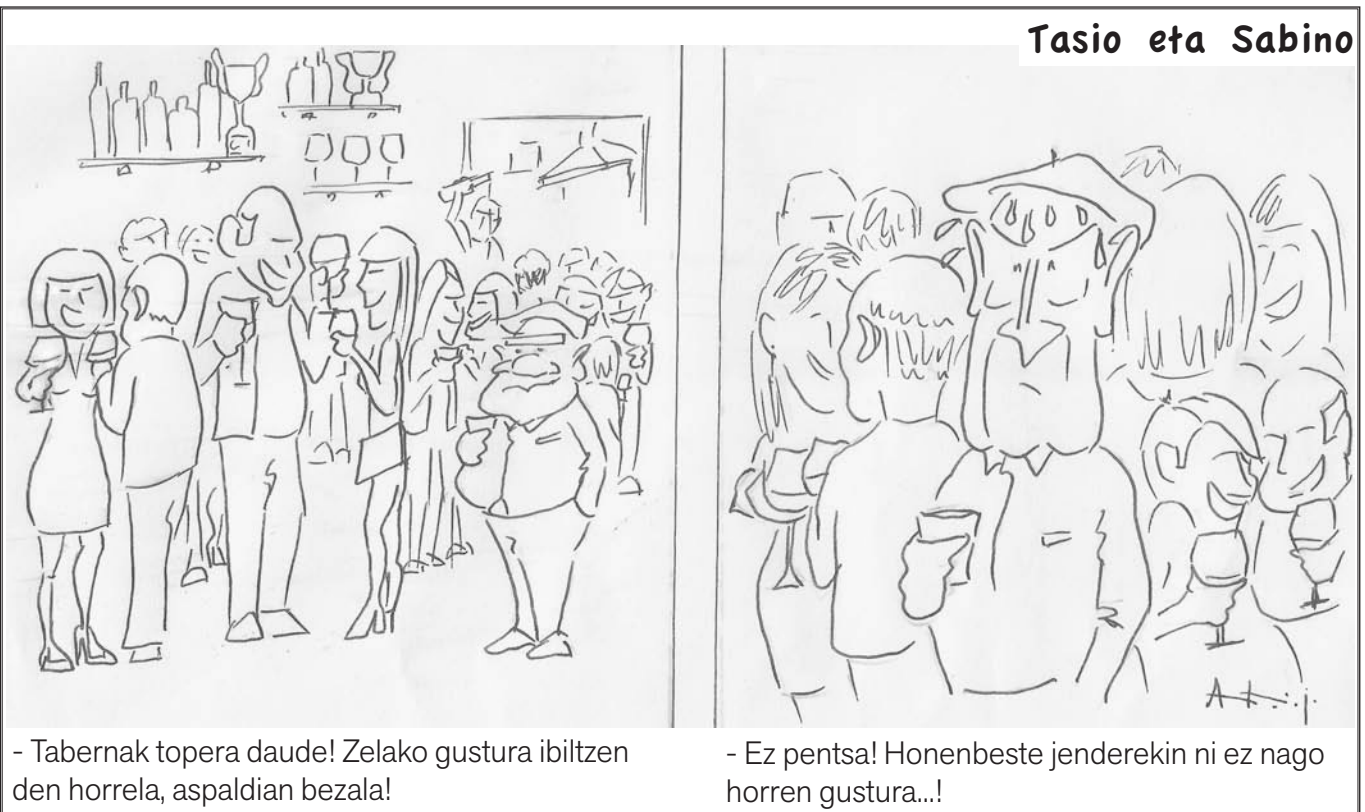 Tasio eta Sabino
- Tabernak topera daude! Zelako gustura ibiltzen
den horrela, aspaldian bezala!
- Ez pentsa! Honenbeste jenderekin ni ez nago
horren gustura...!